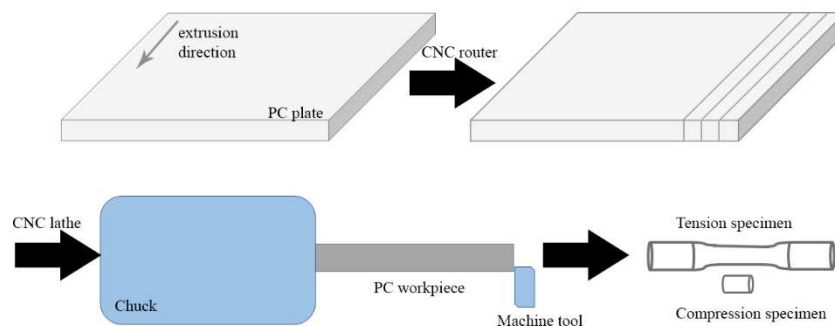 extrusion
direction
PC plate
CNC router
CNC lathe
Chuck
PC workpiece
Machine tool
Tension specimen
Compression specimen